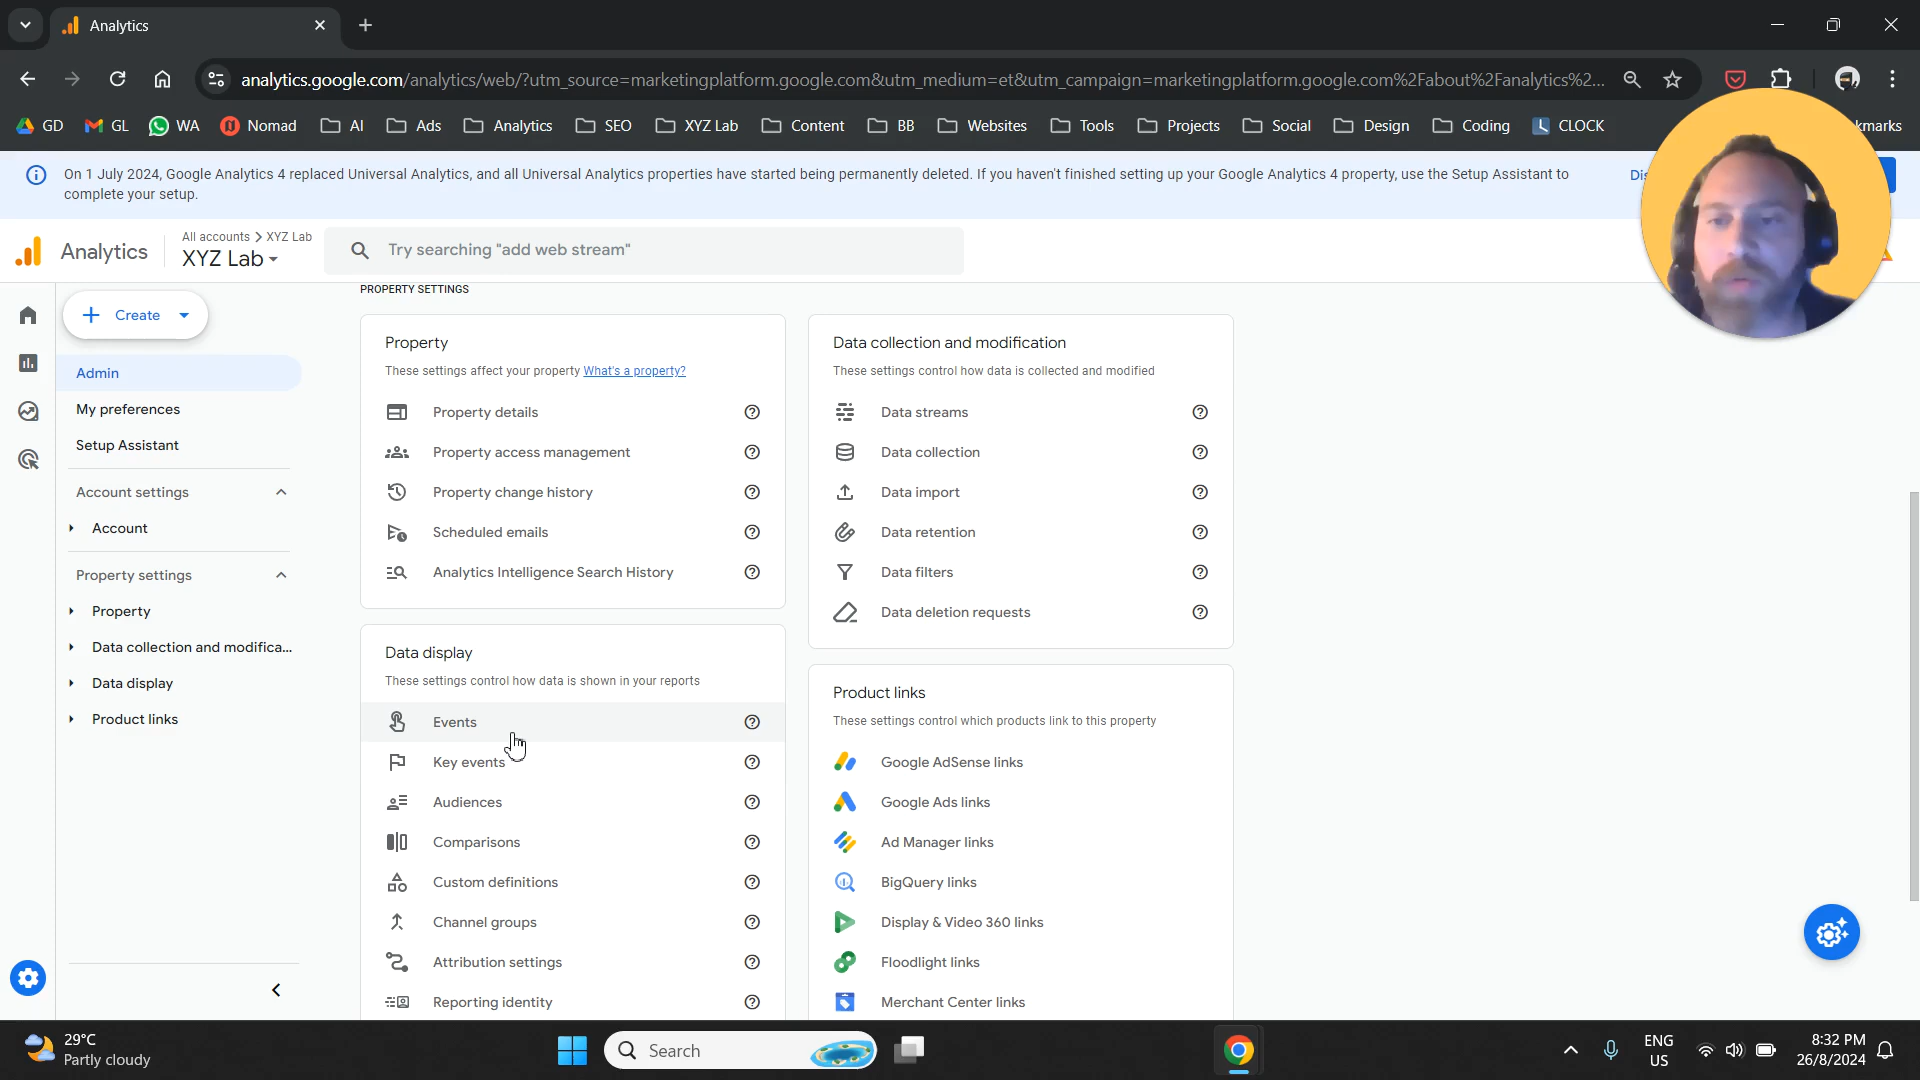 Analytics
analytics.google.com/analytics/web/?utm_source=marketingplatform.google.com&utm_medium=et&utm_campaign=marketingplatform.google.com%2Fabout%2Fanalytics%2...
GD
GL
WA
Nomad
AI
Ads
Analytics
SEO
XYZ Lab
Content
BB
Websites
Tools
Projects
Social
Design
Coding
CLOCK
On 1 July 2024, Google Analytics 4 replaced Universal Analytics, and all Universal Analytics properties have started being permanently deleted. If you haven't finished setting up your Google Analytics 4 property, use the Setup Assistant to
complete your setup.
Analytics
All accounts > XYZ Lab
XYZ Lab
Try searching "add web stream"
Create
Admin
My preferences
Setup Assistant
Account settings
Account
Property settings
Property
Data collection and modifica...
Data display
Product links
PROPERTY SETTINGS
Property
These settings affect your property What's a property?
Property details
Property access management
Property change history
Scheduled emails
Analytics Intelligence Search History
Data display
These settings control how data is shown in your reports
Events
Key events
Audiences
Comparisons
Custom definitions
Channel groups
Attribution settings
Reporting identity
Data collection and modification
These settings control how data is collected and modified
Data streams
Data collection
Data import
Data retention
Data filters
Data deletion requests
Product links
These settings control which products link to this property
Google AdSense links
Google Ads links
Ad Manager links
BigQuery links
Display & Video 360 links
Floodlight links
Merchant Center links
29°C
Partly cloudy
Search
ENG
US
8:32 PM
26/8/2024